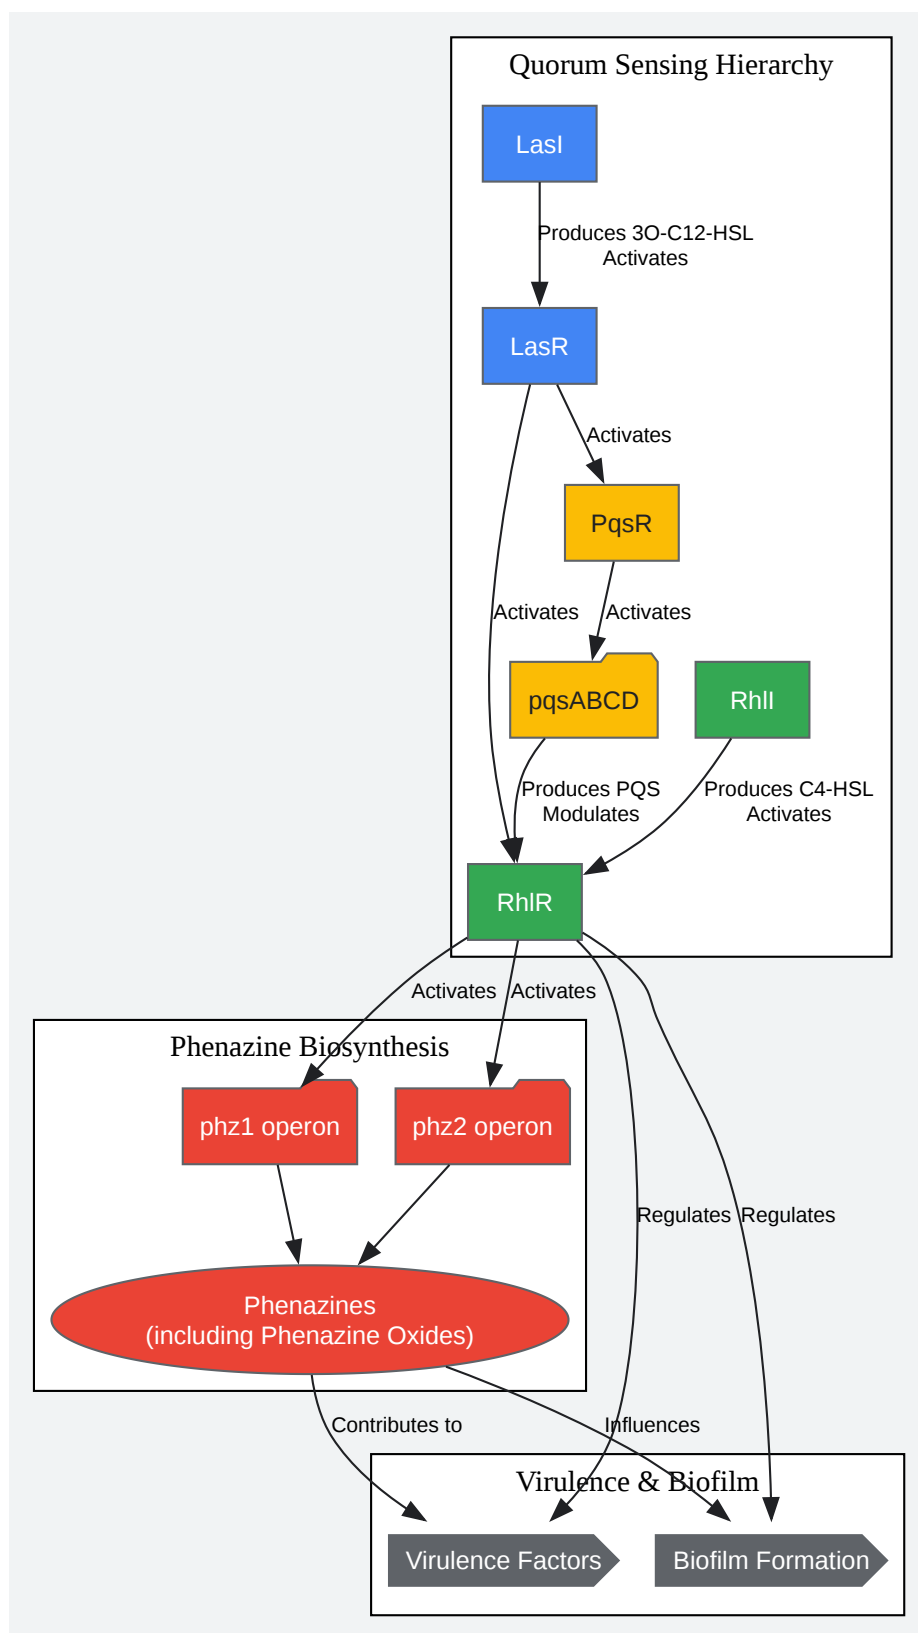 Quorum Sensing Hierarchy
LasI
Produces 3O-C12-HSL
Activates
LasR
Activates
PqsR
Activates
Activates
pqsABCD
RhlI
Produces PQS
Modulates
Produces C4-HSL
Activates
RhlR
Activates
Activates
Phenazine Biosynthesis
phz1 operon
phz2 operon
Regulates
Regulates
Phenazines
(including Phenazine Oxides)
Contributes to
Influences
Virulence & Biofilm
Virulence Factors
Biofilm Formation